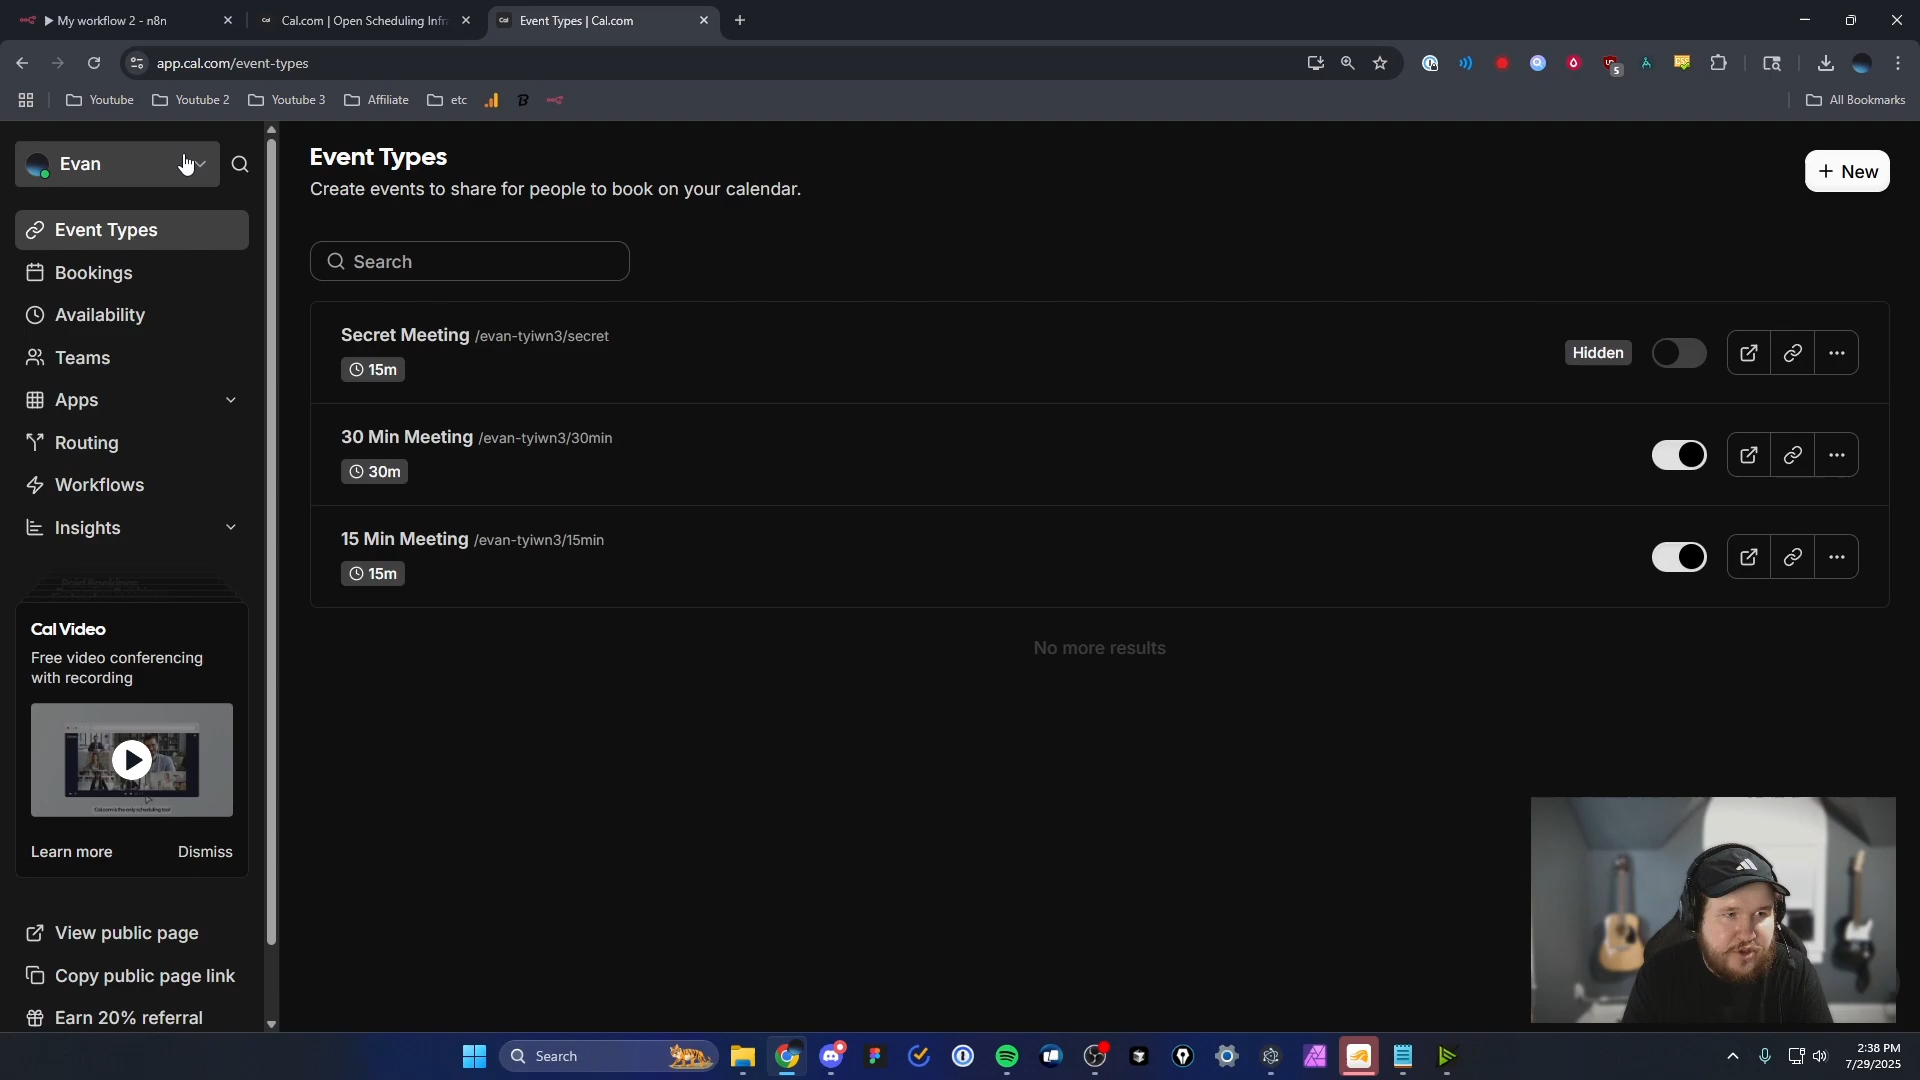 My workflow 2 - n8n
Cal.com | Open Scheduling Infr
Event Types | Cal.com
app.cal.com/event-types
5
Youtube
Youtube 2
Youtube 3
Affiliate
etc
All Bookmarks
Evan
Event Types
Bookings
Availability
Teams
Apps
Routing
Workflows
Insights
Cal Video
Free video conferencing
with recording
Learn more
Dismiss
View public page
Copy public page link
Earn 20% referral
Event Types
Create events to share for people to book on your calendar.
New
Search
Secret Meeting /evan-tyiwn3/secret
15m
Hidden
30 Min Meeting /evan-tyiwn3/30min
30m
15 Min Meeting /evan-tyiwn3/15min
15m
No more results
Search
2:38 PM
7/29/2025